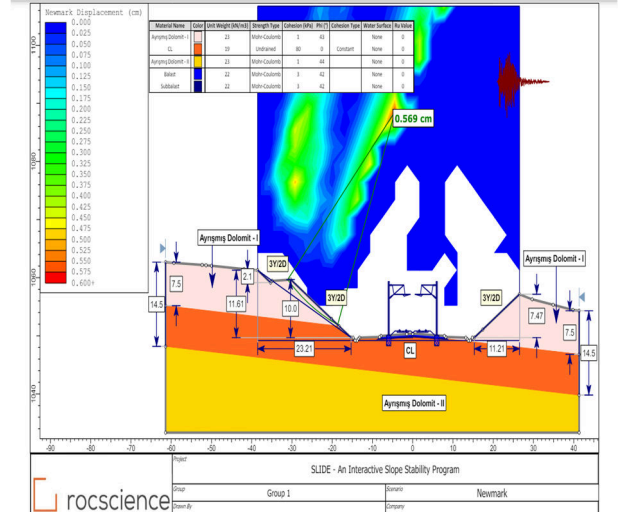 Newmark Displacement (cm)
0.000
0.025
0.050
0.075
0.100
0.125
0.150
0.175
0.200
0.225
0.250
0.275
0.300
0.325
0.350
0.375
0.400
0.425
0.450
0.475
0.500
0.525
0.550
0.575
0.600+
Material Name Color Unit Weight (kN/m3) Strength Type Cohesion (kPa) Phi (°) Cohesion Type Water Surface Ru Value
Ayrışmış Dolomit - I 23 Mohr-Coulomb 1 43 None 0
CL 19 Undrained 80 0 Constant None 0
Ayrışmış Dolomit - II 23 Mohr-Coulomb 1 44 None 0
Balast 22 Mohr-Coulomb 3 42 None 0
Subbalast 22 Mohr-Coulomb 3 42 None 0
1100
1080
1060
1040
0.569 cm
Ayrışmış Dolomit - I
3Y/2D
2.1
7.5
14.5
11.61
10.0
3Y/2D
23.21
CL
3Y/2D
Ayrışmış Dolomit - I
7.47
7.5
14.5
11.21
Ayrışmış Dolomit - II
-90 -80 -70 -60 -50 -40 -30 -20 -10 0 10 20 30 40
rocscience
Project
SLIDE - An Interactive Slope Stability Program
Group
Group 1
Scenario
Newmark
Drawn By
Company